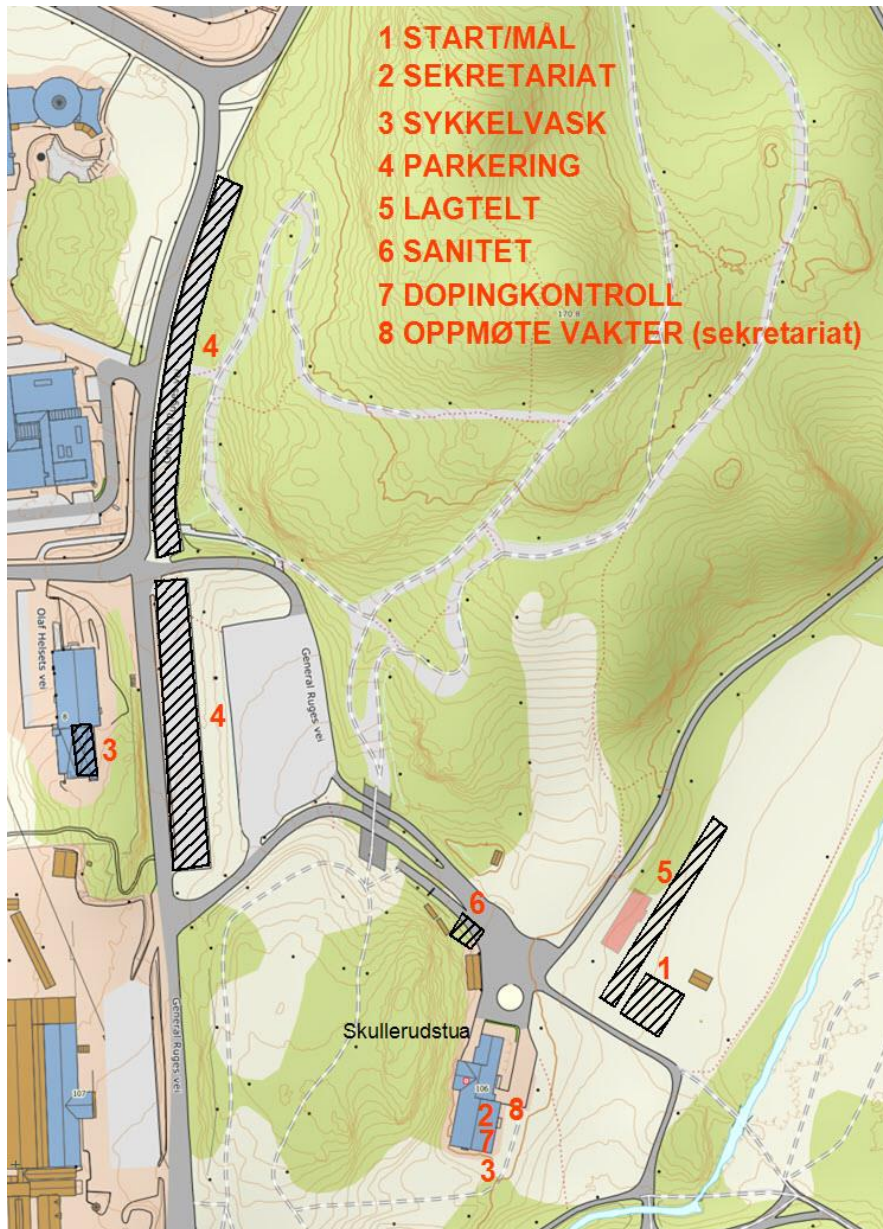 1 START/MÅL
2 SEKRETARIAT
3 SYKKELVASK
4 PARKERING
5 LAGTELT
6 SANITET
7 DOPINGKONTROLL
170.8
8 OPPMØTE VAKTER (sekretariat)
4
Olaf Helsets vei
General Ruges vei
4
3
5
6
1
General Ruges vei
Skullerudstua
106
107
2
8
7
3